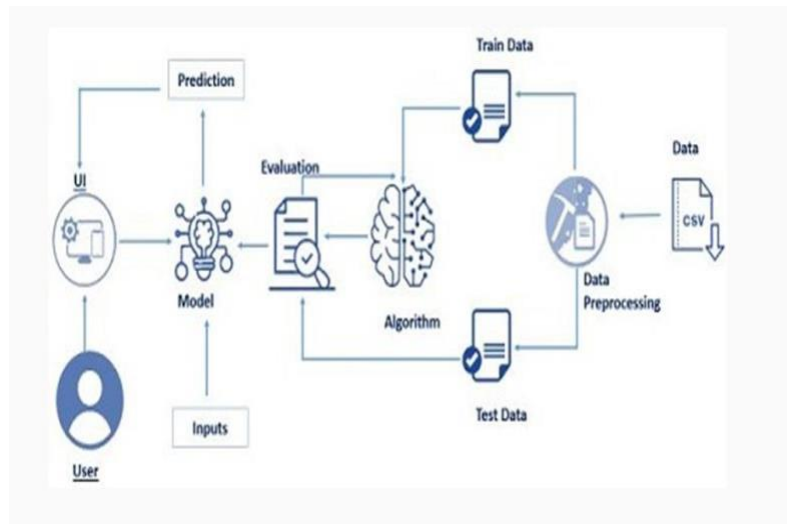 Train Data
Prediction
Data
Evaluation
UI
CSV
Data
Preprocessing
Model
Algorithm
Test Data
Inputs
User